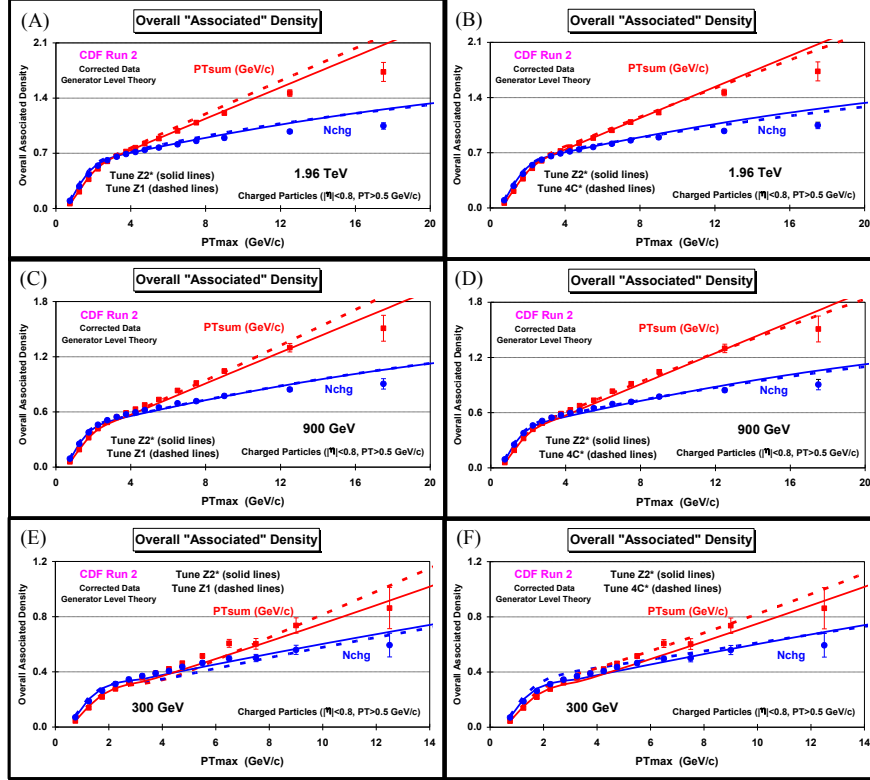 (A)
Overall "Associated" Density
2.1
1.4
0.7
0.0
Overall Associated Density
CDF Run 2
Corrected Data
Generator Level Theory
PTsum (GeV/c)
Nchg
1.96 TeV
Tune Z2* (solid lines)
Tune Z1 (dashed lines)
Charged Particles (|η|<0.8, PT>0.5 GeV/c)
0 4 8 12 16 20
PTmax (GeV/c)
(B)
Overall "Associated" Density
2.1
1.4
0.7
0.0
Overall Associated Density
CDF Run 2
Corrected Data
Generator Level Theory
PTsum (GeV/c)
Nchg
1.96 TeV
Tune Z2* (solid lines)
Tune 4C* (dashed lines)
Charged Particles (|η|<0.8, PT>0.5 GeV/c)
0 4 8 12 16 20
PTmax (GeV/c)
(C)
Overall "Associated" Density
1.8
1.2
0.6
0.0
Overall Associated Density
CDF Run 2
Corrected Data
Generator Level Theory
PTsum (GeV/c)
Nchg
900 GeV
Tune Z2* (solid lines)
Tune Z1 (dashed lines)
Charged Particles (|η|<0.8, PT>0.5 GeV/c)
0 4 8 12 16 20
PTmax (GeV/c)
(D)
Overall "Associated" Density
1.8
1.2
0.6
0.0
Overall Associated Density
CDF Run 2
Corrected Data
Generator Level Theory
PTsum (GeV/c)
Nchg
900 GeV
Tune Z2* (solid lines)
Tune 4C* (dashed lines)
Charged Particles (|η|<0.8, PT>0.5 GeV/c)
0 4 8 12 16 20
PTmax (GeV/c)
(E)
Overall "Associated" Density
1.2
0.8
0.4
0.0
Overall Associated Density
CDF Run 2
Corrected Data
Generator Level Theory
Tune Z2* (solid lines)
Tune Z1 (dashed lines)
PTsum (GeV/c)
Nchg
300 GeV
Charged Particles (|η|<0.8, PT>0.5 GeV/c)
0 2 4 6 8 10 12 14
PTmax (GeV/c)
(F)
Overall "Associated" Density
1.2
0.8
0.4
0.0
Overall Associated Density
CDF Run 2
Corrected Data
Generator Level Theory
Tune Z2* (solid lines)
Tune 4C* (dashed lines)
PTsum (GeV/c)
Nchg
300 GeV
Charged Particles (|η|<0.8, PT>0.5 GeV/c)
0 2 4 6 8 10 12 14
PTmax (GeV/c)